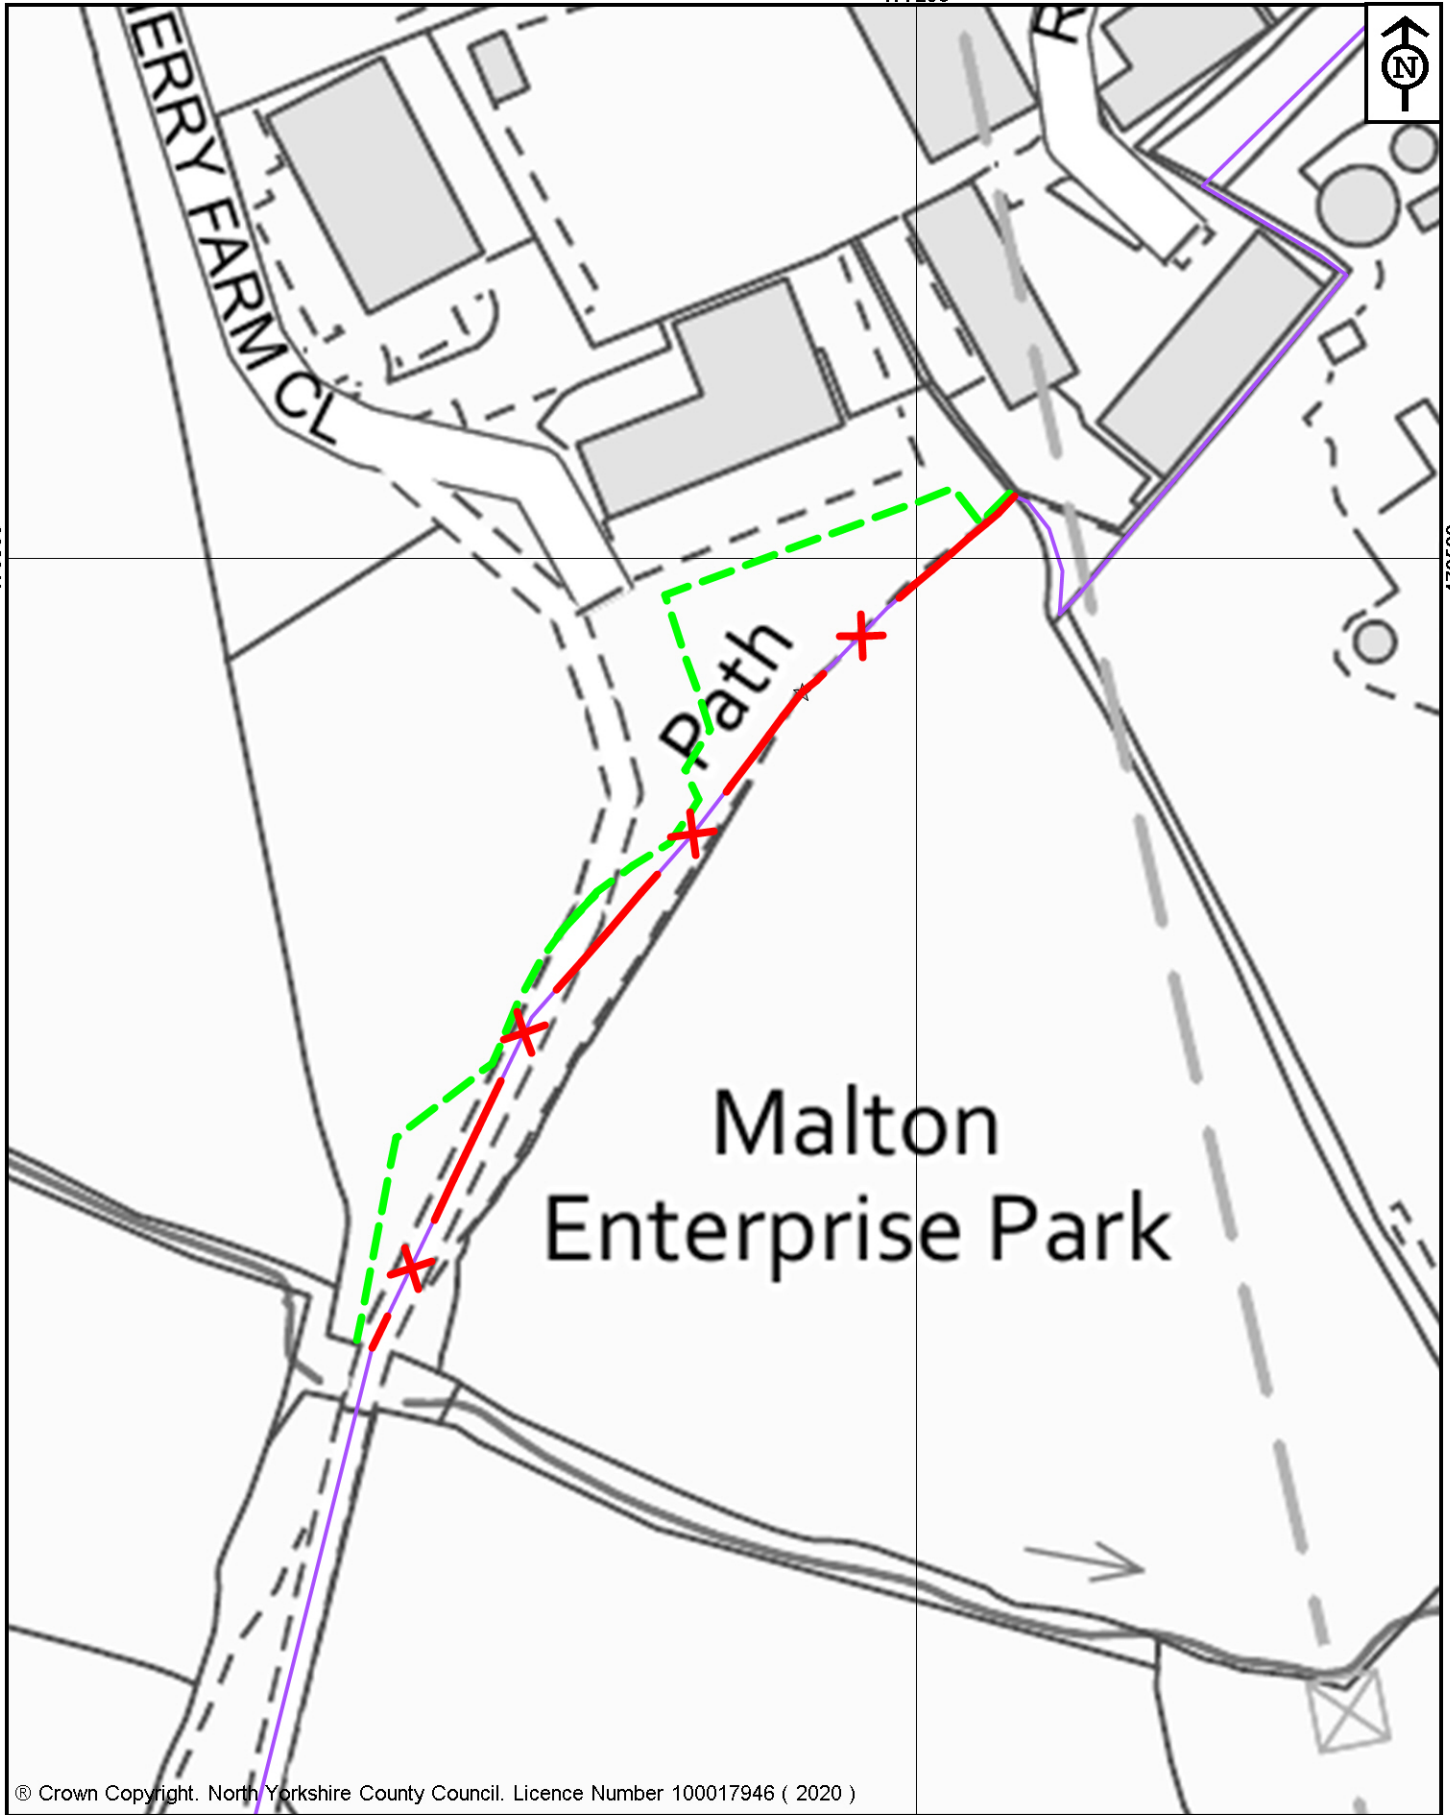 N
R
ERRY FARM CL
Path
Malton
Enterprise Park
® Crown Copyright. North Yorkshire County Council. Licence Number 100017946 ( 2020 )